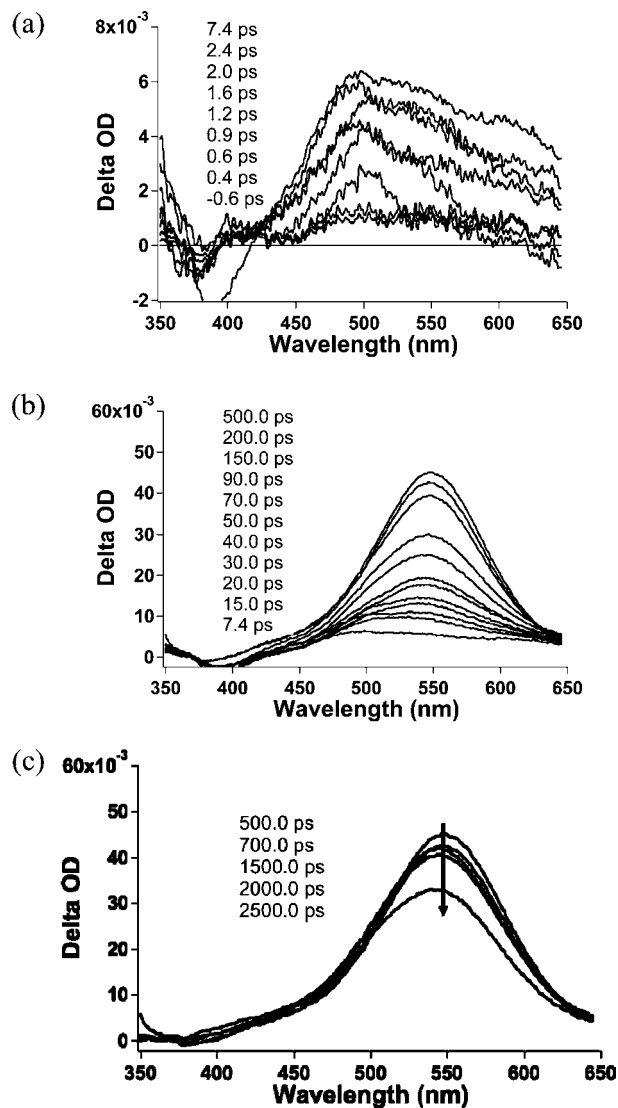 (a)
8x10-3
6
4
2
0
-2
Delta OD
7.4 ps
2.4 ps
2.0 ps
1.6 ps
1.2 ps
0.9 ps
0.6 ps
0.4 ps
-0.6 ps
350 400 450 500 550 600 650
Wavelength (nm)
(b)
60x10-3
50
40
30
20
10
0
Delta OD
500.0 ps
200.0 ps
150.0 ps
90.0 ps
70.0 ps
50.0 ps
40.0 ps
30.0 ps
20.0 ps
15.0 ps
7.4 ps
350 400 450 500 550 600 650
Wavelength (nm)
(c)
60x10-3
50
40
30
20
10
0
Delta OD
500.0 ps
700.0 ps
1500.0 ps
2000.0 ps
2500.0 ps
350 400 450 500 550 600 650
Wavelength (nm)